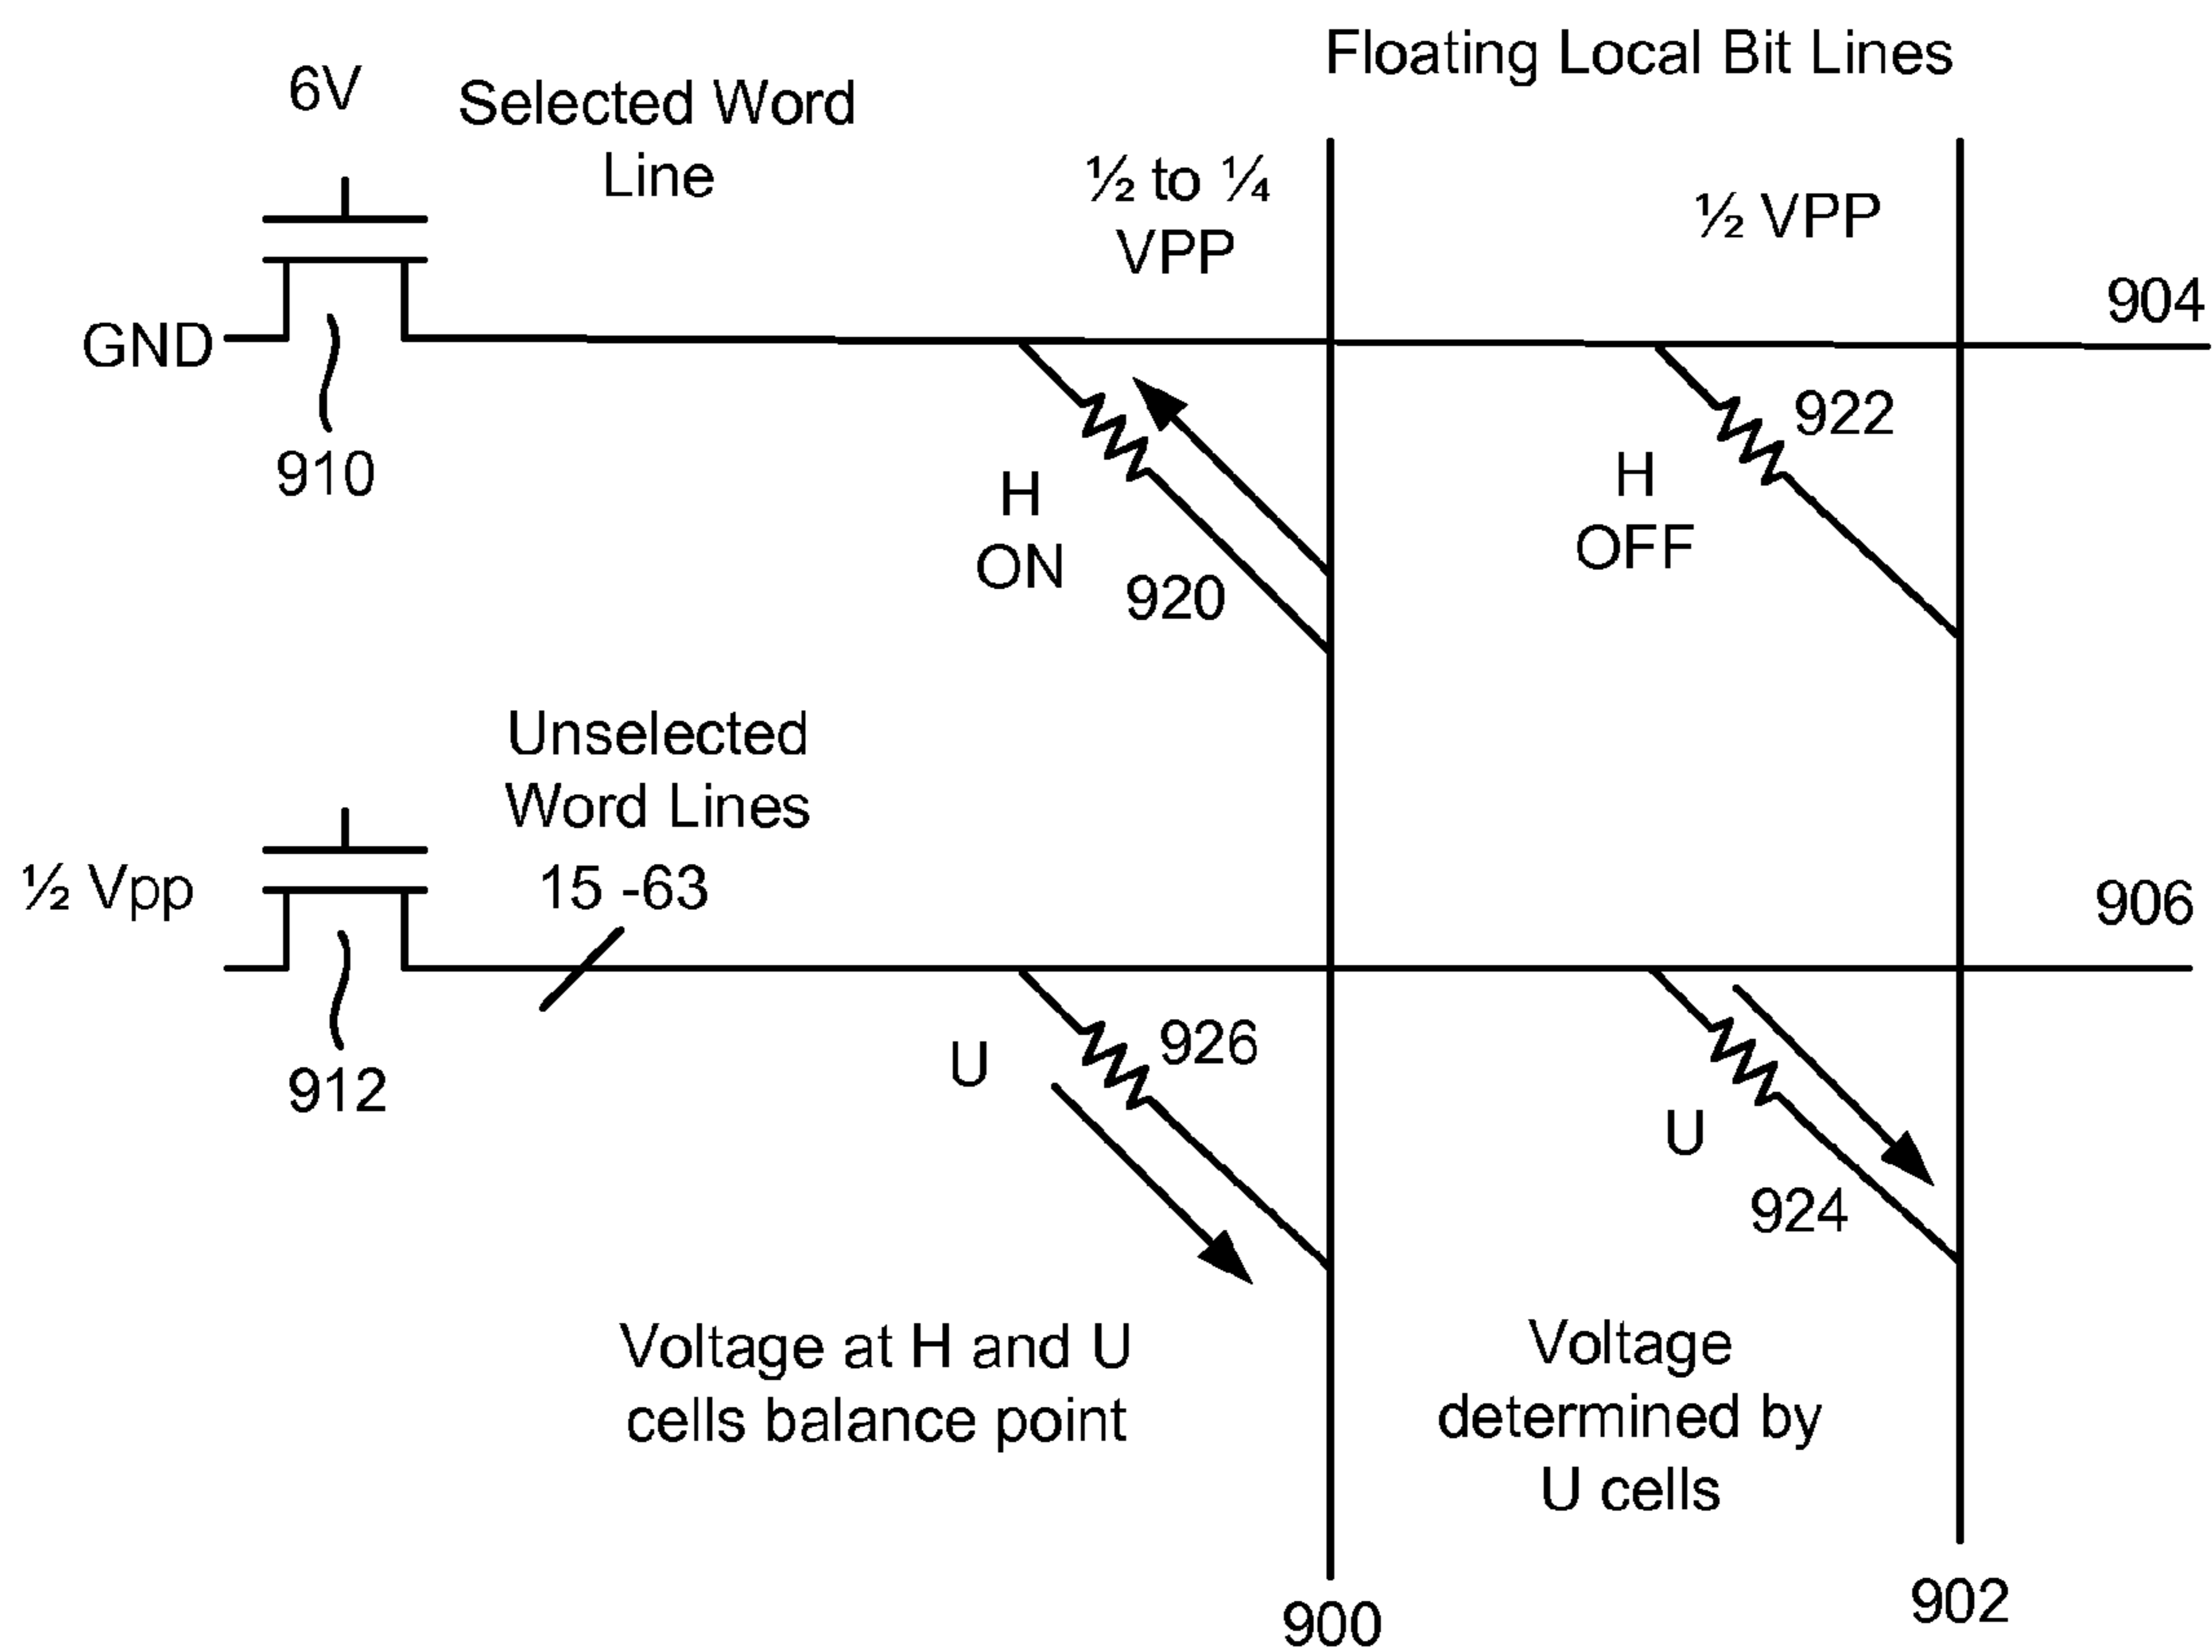 Floating Local Bit Lines
6V
Selected Word
Line
½ to ¼
VPP
½ VPP
904
GND
910
H
ON
920
922
H
OFF
Unselected
Word Lines
15 -63
½ Vpp
906
912
U
926
U
924
Voltage at H and U
cells balance point
Voltage
determined by
U cells
900
902